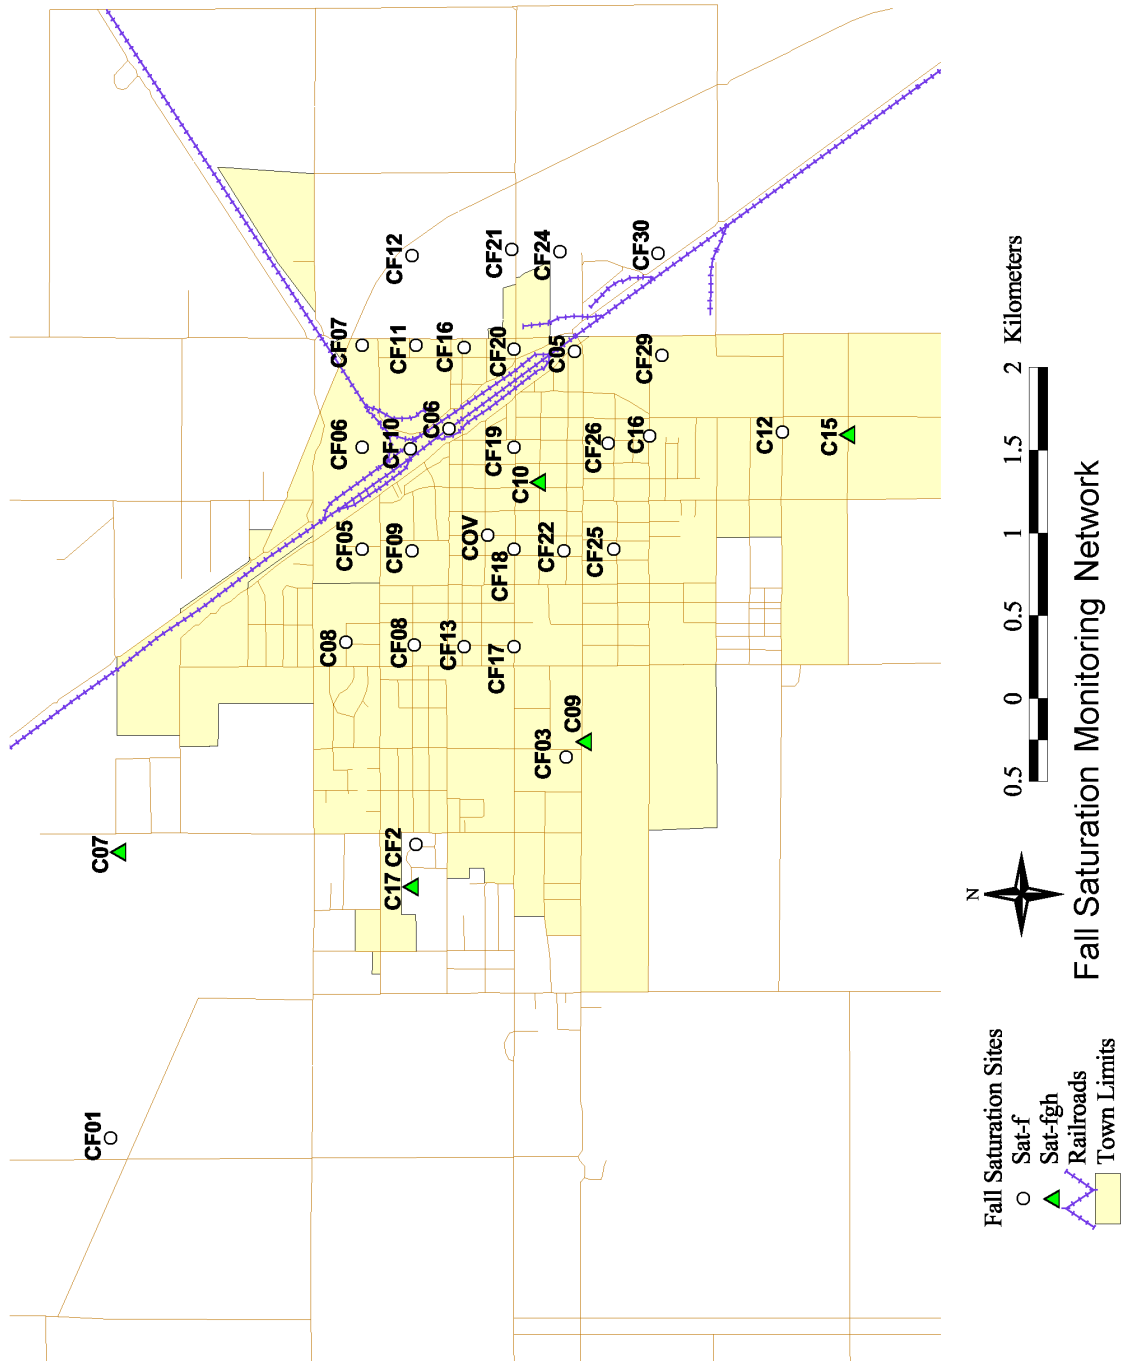 CF01
C07
C17
CF2
CF03
C09
C08
CF08
CF13
CF17
CF05
CF09
COV
CF18
CF22
CF25
CF06
CF10
C06
CF19
C10
CF26
C16
C12
C15
CF07
CF11
CF16
CF20
C05
CF29
CF12
CF21
CF24
CF30
Fall Saturation Sites
Sat-f
Sat-fgh
Railroads
Town Limits
N
0.5 0 0.5 1 1.5 2 Kilometers
Fall Saturation Monitoring Network